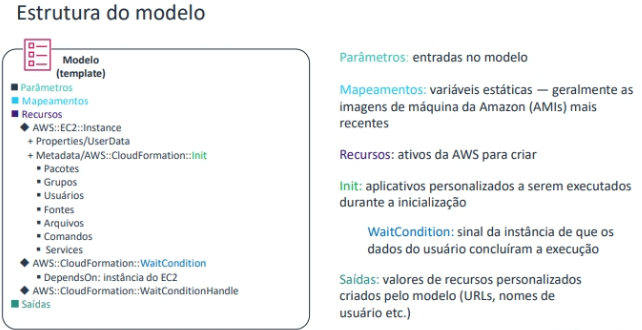 Estrutura do modelo
Modelo
(template)
Parâmetros
Mapeamentos
Recursos
AWS::EC2::Instance
+ Properties/UserData
+ Metadata/AWS::CloudFormation::Init
Pacotes
Grupos
Usuários
Fontes
Arquivos
Comandos
Services
AWS::CloudFormation::WaitCondition
DependsOn: instância do EC2
AWS::CloudFormation::WaitConditionHandle
Saídas
Parâmetros: entradas no modelo
Mapeamentos: variáveis estáticas — geralmente as
imagens de máquina da Amazon (AMIs) mais
recentes
Recursos: ativos da AWS para criar
Init: aplicativos personalizados a serem executados
durante a inicialização
WaitCondition: sinal da instância de que os
dados do usuário concluíram a execução
Saídas: valores de recursos personalizados
criados pelo modelo (URLs, nomes de
usuário etc.)